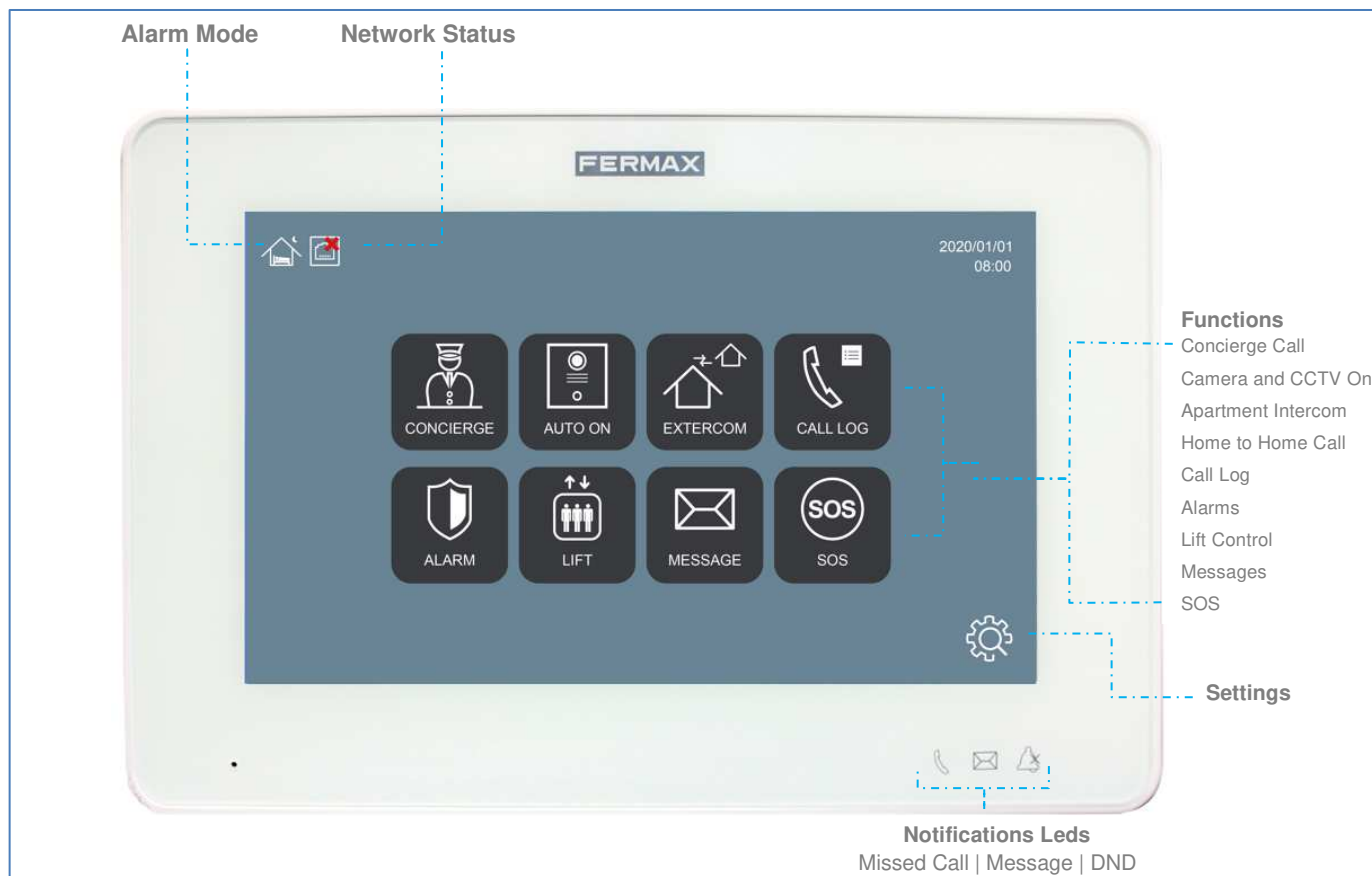 Alarm Mode
Network Status
FERMAX
2020/01/01
08:00
CONCIERGE
AUTO ON
EXTERCOM
CALL LOG
ALARM
LIFT
MESSAGE
SOS
SOS
Functions
Concierge Call
Camera and CCTV On
Apartment Intercom
Home to Home Call
Call Log
Alarms
Lift Control
Messages
SOS
Settings
Notifications Leds
Missed Call | Message | DND